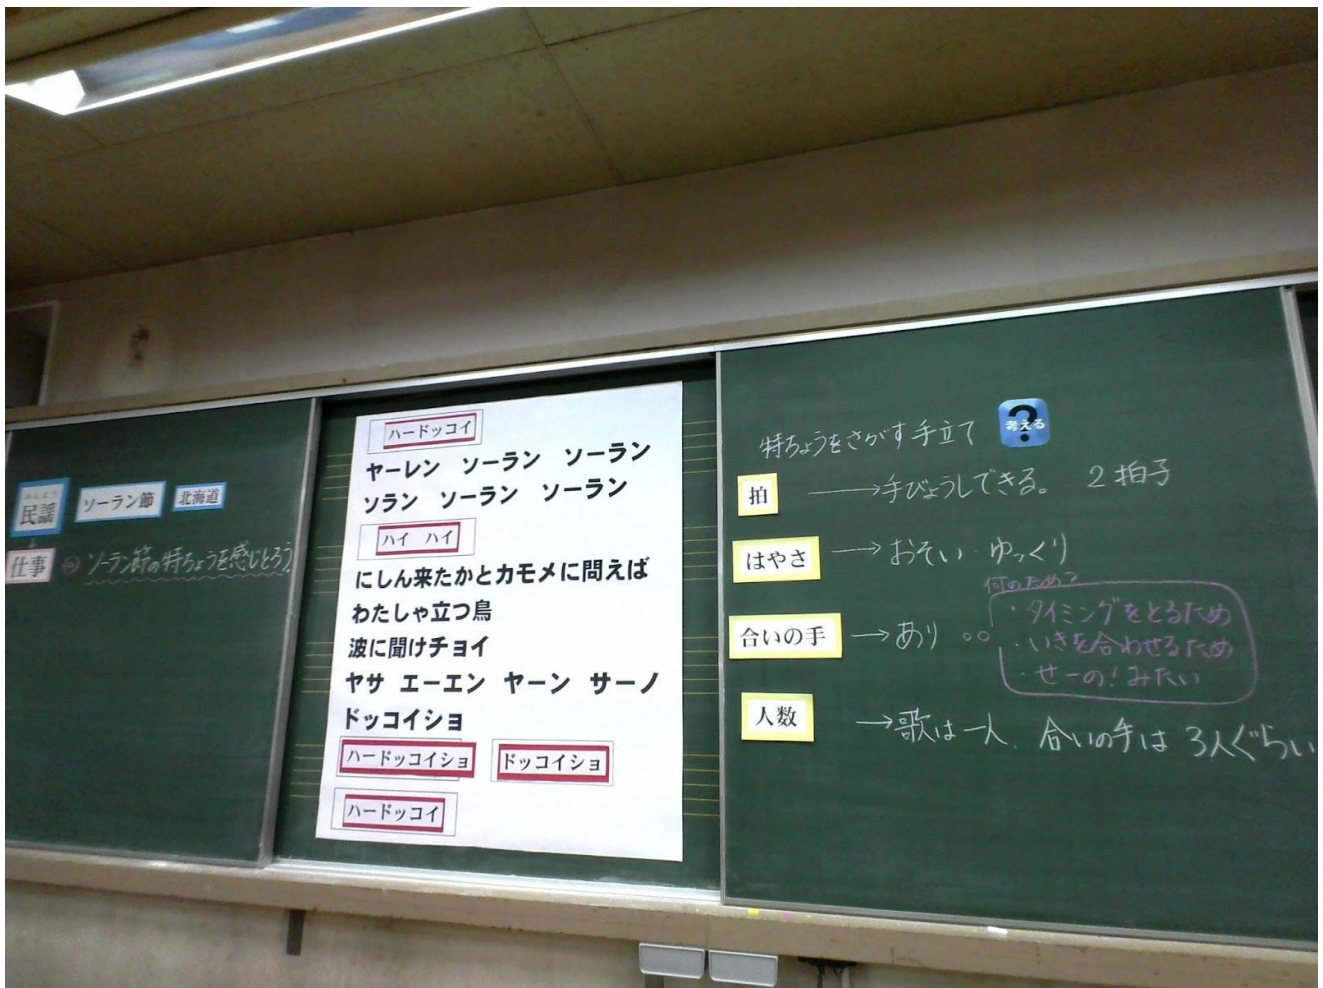 みんよう
民謡 ソーラン節 北海道
仕事 ソーラン節の特ちょうを感じとろう
ハードッコイ
ヤーレン ソーラン ソーラン
ソラン ソーラン ソーラン
ハイ ハイ
にしん来たかとカモメに問えば
わたしゃ立つ鳥
波に聞けチョイ
ヤサ エーエン ヤーン サーノ
ドッコイショ
ハードッコイショ ドッコイショ
ハードッコイ
特ちょうをさがす手立て ? 考える
拍 →手びょうしできる。 2拍子
はやさ →おそい・ゆっくり
何のため?
・タイミングをとるため
合いの手 →あり
・いきを合わせるため
・せーの!みたい
人数 →歌は一人. 合いの手は 3人ぐらい